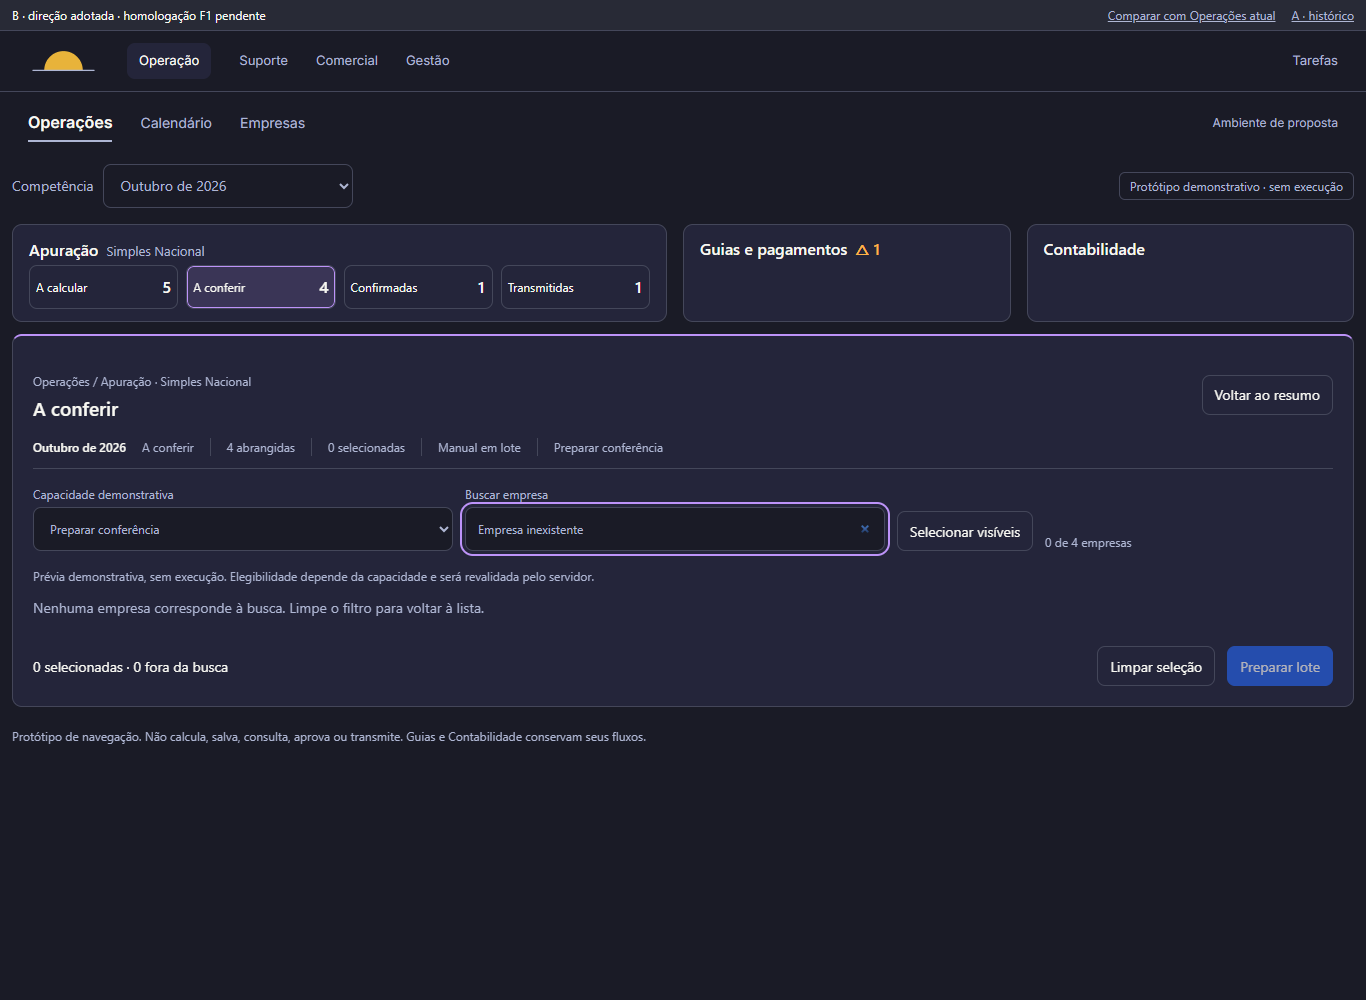 B · direção adotada · homologação F1 pendente
Comparar com Operações atual
A · histórico
Operação
Suporte
Comercial
Gestão
Tarefas
Operações
Calendário
Empresas
Ambiente de proposta
Competência
Outubro de 2026
Protótipo demonstrativo · sem execução
Apuração Simples Nacional
A calcular 5
A conferir 4
Confirmadas 1
Transmitidas 1
Guias e pagamentos 1
Contabilidade
Operações / Apuração · Simples Nacional
A conferir
Voltar ao resumo
Outubro de 2026
A conferir
4 abrangidas
0 selecionadas
Manual em lote
Preparar conferência
Capacidade demonstrativa
Preparar conferência
Buscar empresa
Empresa inexistente
Selecionar visíveis
0 de 4 empresas
Prévia demonstrativa, sem execução. Elegibilidade depende da capacidade e será revalidada pelo servidor.
Nenhuma empresa corresponde à busca. Limpe o filtro para voltar à lista.
0 selecionadas · 0 fora da busca
Limpar seleção
Preparar lote
Protótipo de navegação. Não calcula, salva, consulta, aprova ou transmite. Guias e Contabilidade conservam seus fluxos.